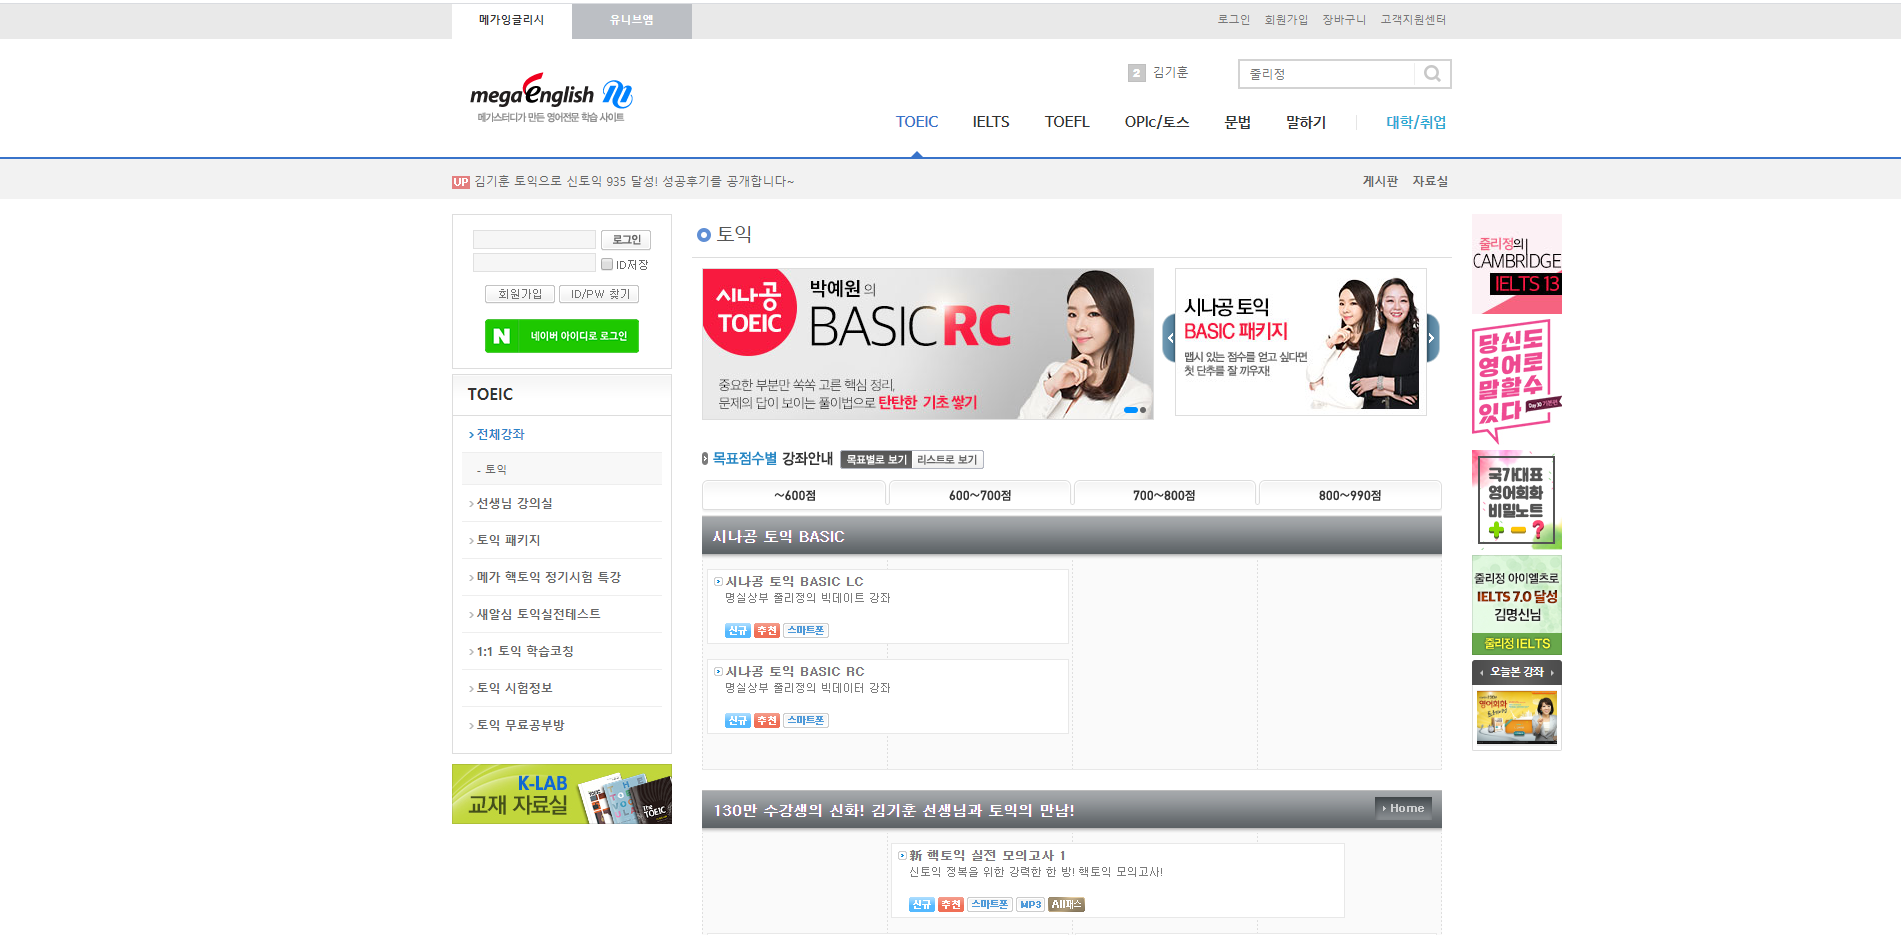 메가잉글리시 유니브엠 로그인 회원가입 장바구니 고객지원센터
2 김기훈 줄리정
megaEnglish m
메가스터디가 만든 영어전문 학습 사이트
TOEIC IELTS TOEFL OPIc/토스 문법 말하기 대학/취업
UP 김기훈 토익으로 신토익 935 달성! 성공후기를 공개합니다~ 게시판 자료실
로그인
ID저장
회원가입 ID/PW 찾기
N 네이버 아이디로 로그인
TOEIC
전체강좌
- 토익
선생님 강의실
토익 패키지
메가 핵토익 정기시험 특강
새알심 토익실전테스트
1:1 토익 학습코칭
토익 시험정보
토익 무료공부방
K-LAB
교재 자료실
토익
시나공
TOEIC
박예원의
BASIC RC
중요한 부분만 쏙쏙 고른 핵심 정리,
문제의 답이 보이는 풀이법으로 탄탄한 기초 쌓기
시나공 토익
BASIC 패키지
맵시 있는 점수를 얻고 싶다면
첫 단추를 잘 끼우자!
목표점수별 강좌안내 목표별로 보기 리스트로 보기
~600점 600~700점 700~800점 800~990점
시나공 토익 BASIC
시나공 토익 BASIC LC
명실상부 줄리정의 빅데이트 강좌
신규 추천 스마트폰
시나공 토익 BASIC RC
명실상부 줄리정의 빅데이터 강좌
신규 추천 스마트폰
130만 수강생의 신화! 김기훈 선생님과 토익의 만남! Home
新 핵토익 실전 모의고사 1
신토익 정복을 위한 강력한 한 방! 핵토익 모의고사!
신규 추천 스마트폰 MP3 All패스
줄리정의
CAMBRIDGE
IELTS 13
당신도
영어로
말할 수
있다
국가대표
영어회화
비밀노트
+ - ?
줄리정 아이엘츠로
IELTS 7.0 달성
김명신님
줄리정 IELTS
오늘본 강좌
영어회화